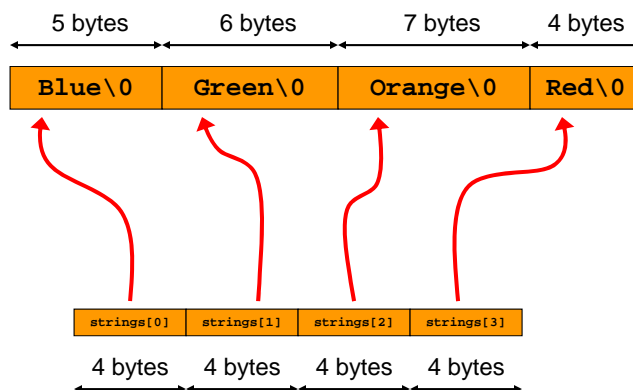 5 bytes 6 bytes 7 bytes 4 bytes
Blue\0 Green\0 Orange\0 Red\0
strings[0] strings[1] strings[2] strings[3]
4 bytes 4 bytes 4 bytes 4 bytes